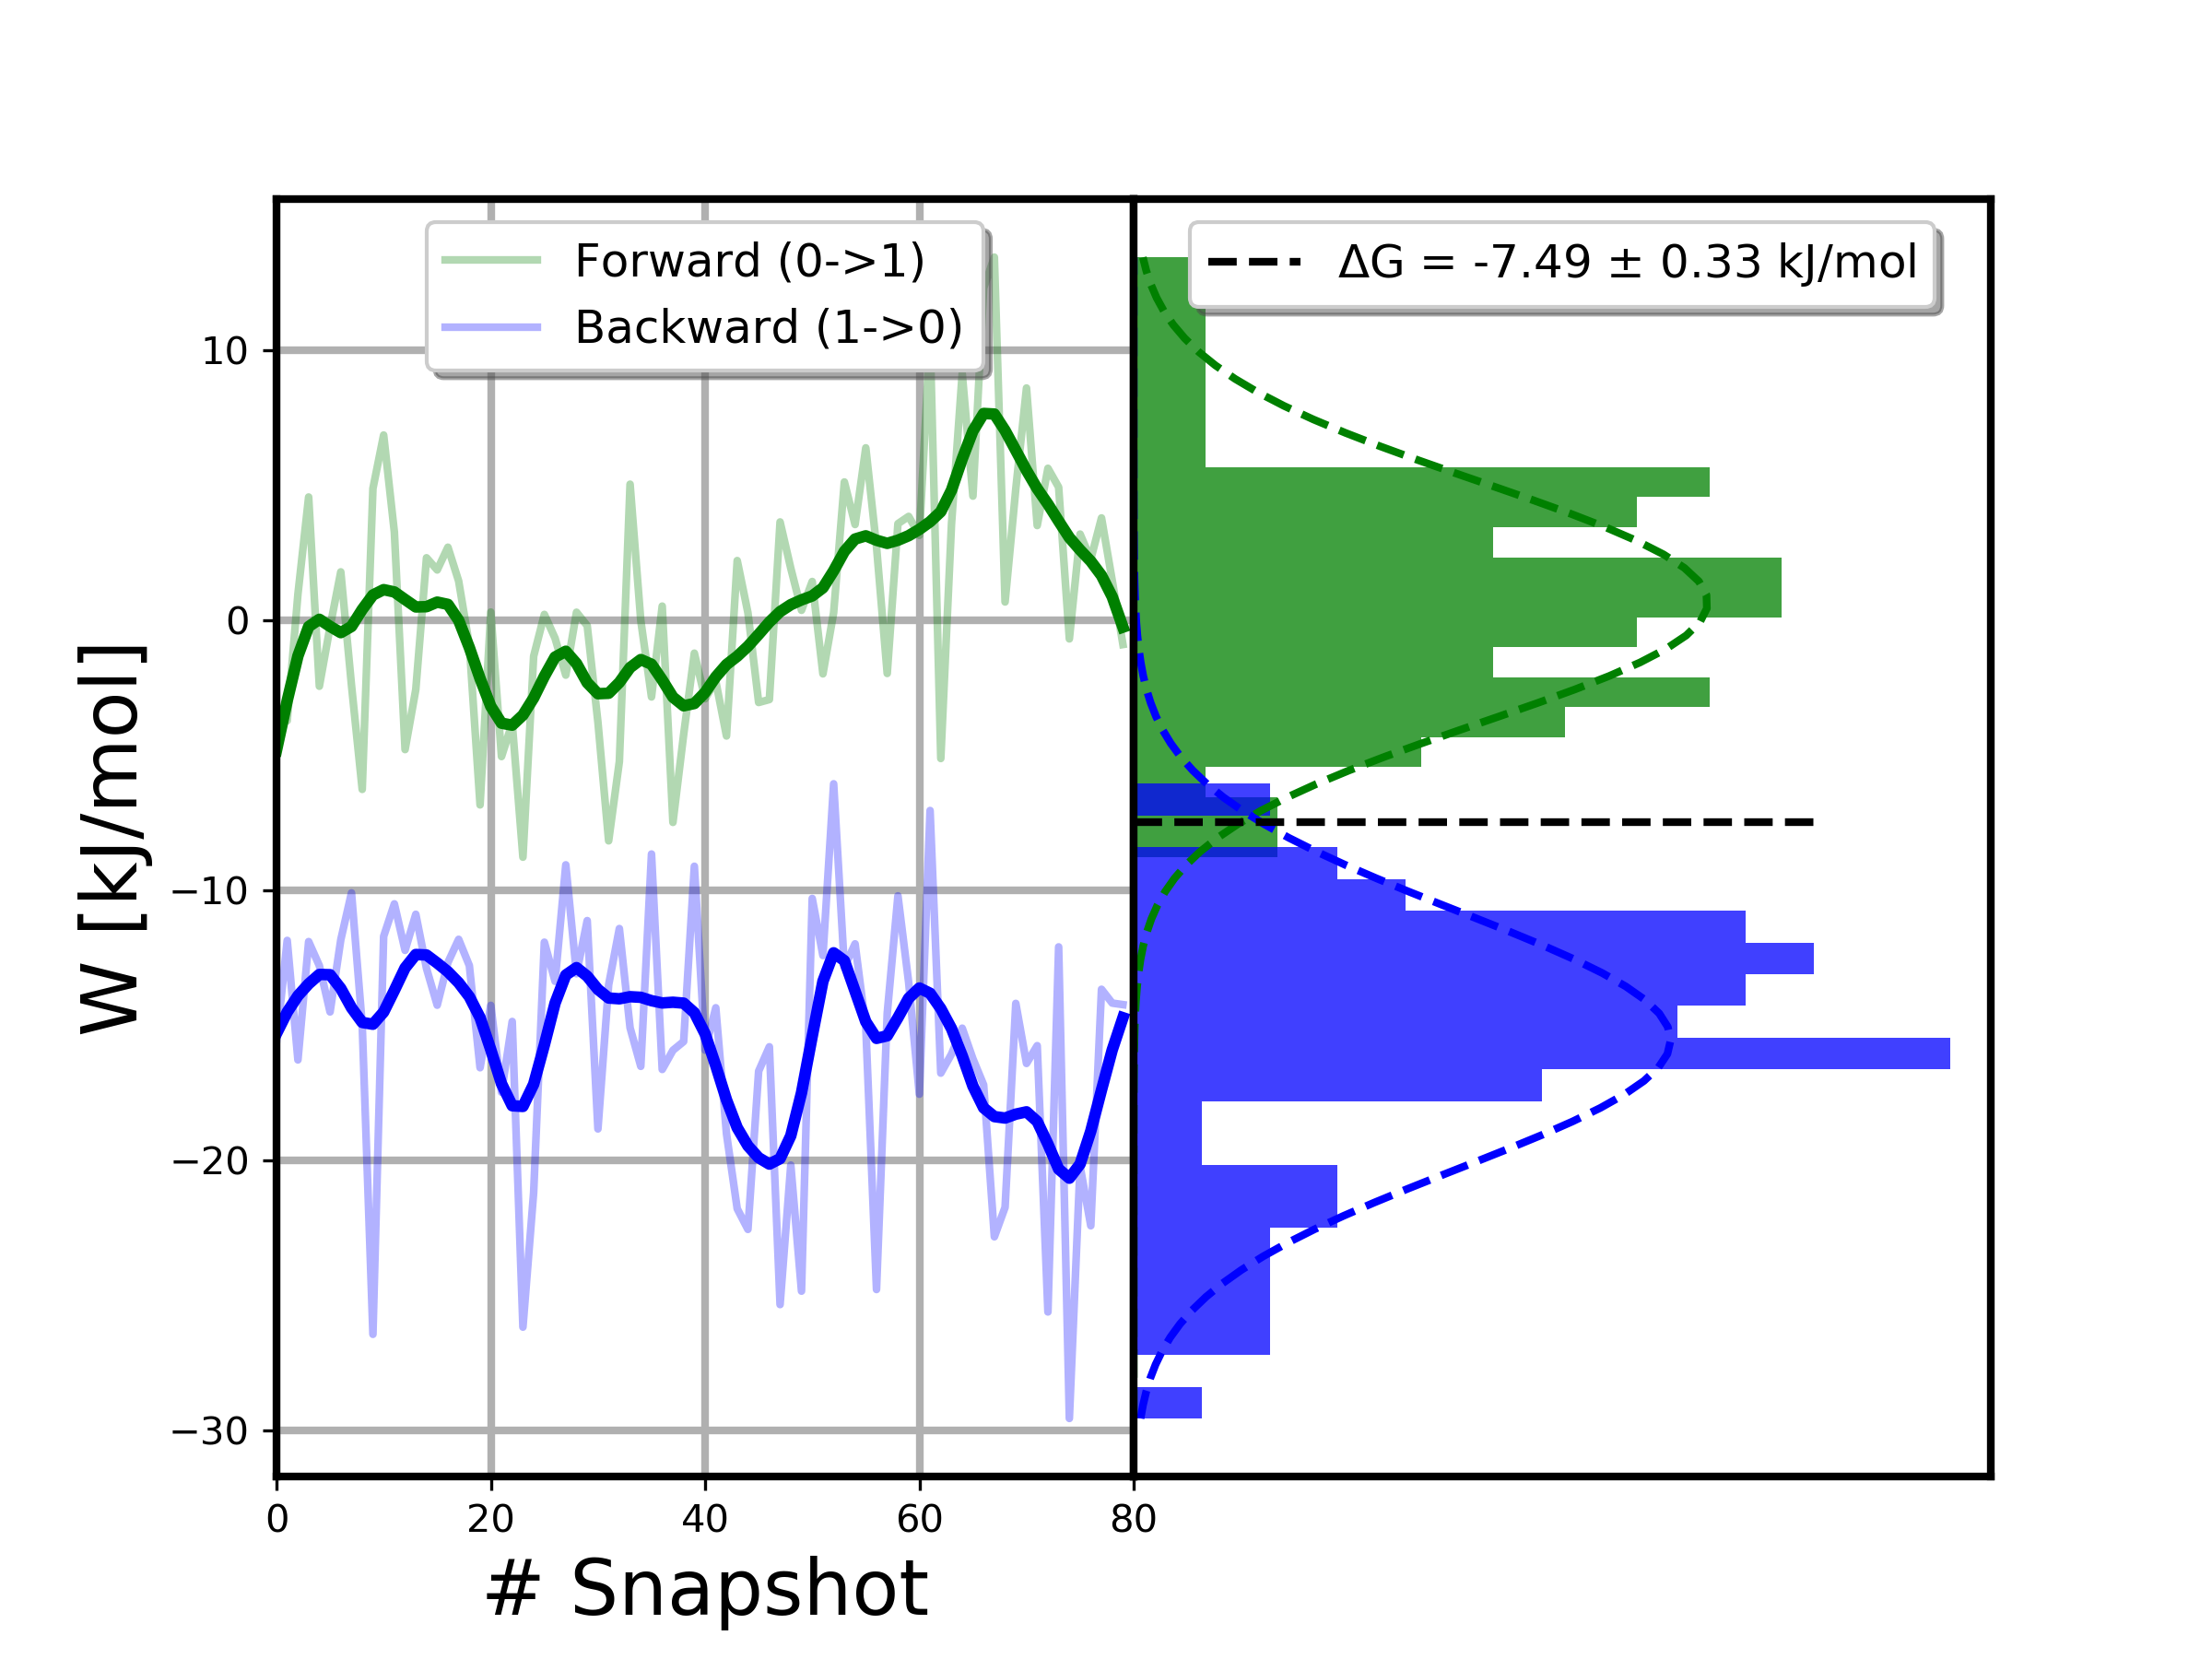 Forward (0->1)
Backward (1->0)
ΔG = -7.49 ± 0.33 kJ/mol
W [kJ/mol]
10
0
−10
−20
−30
0 20 40 60 80
# Snapshot